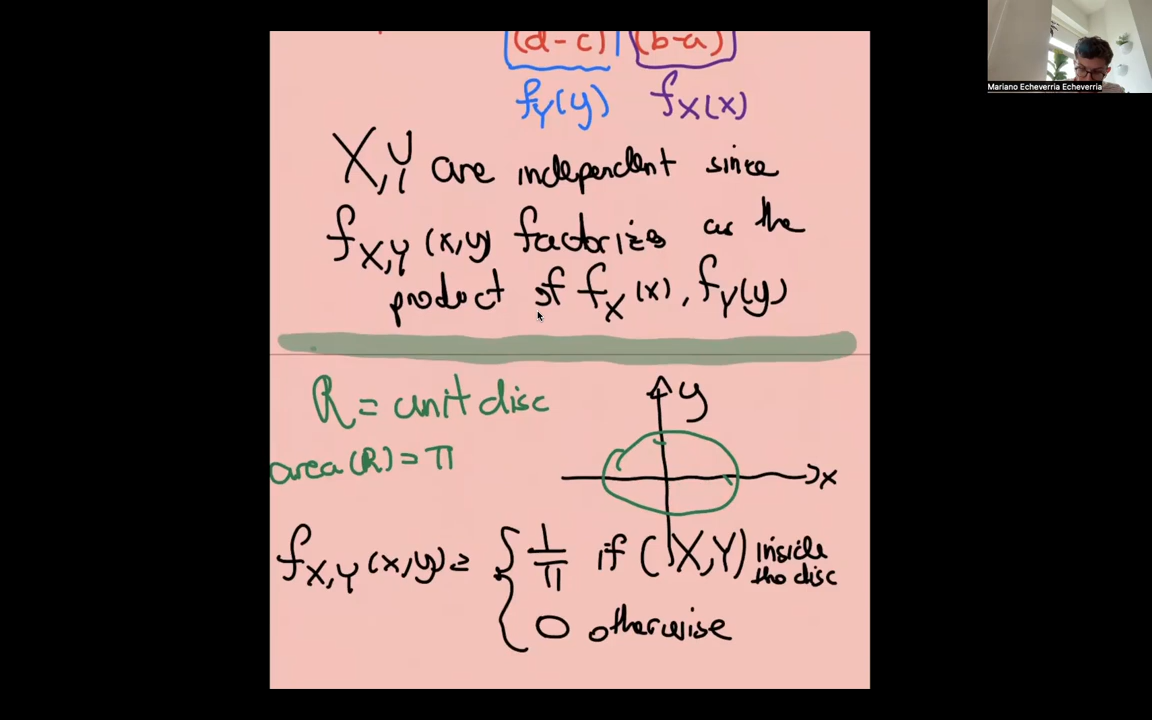 (d-c) (b-a)
f_Y(y) f_X(x)
X,Y are independent since
f_X,Y (x,y) factorizes as the
product of f_X (x), f_Y(y)
R = unit disc
area (R) = π
y
x
f_X,Y (x,y) = { 1/π if (X,Y) inside the disc
0 otherwise
Mariano Echeverria Echeverria